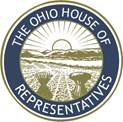 THE OHIO HOUSE OF
REPRESENTATIVES